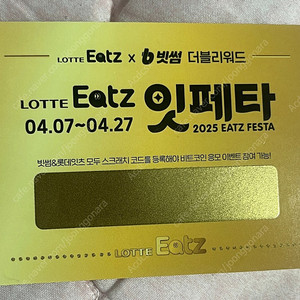 LOTTE Eatz x b 빗썸 더블리워드
LOTTE Eatz 잇페타
04.07~04.27 2025 EATZ FESTA
빗썸&롯데잇츠 모두 스크래치 코드를 등록해야 비트코인 응모 이벤트 참여 가능!
LOTTE Eatz